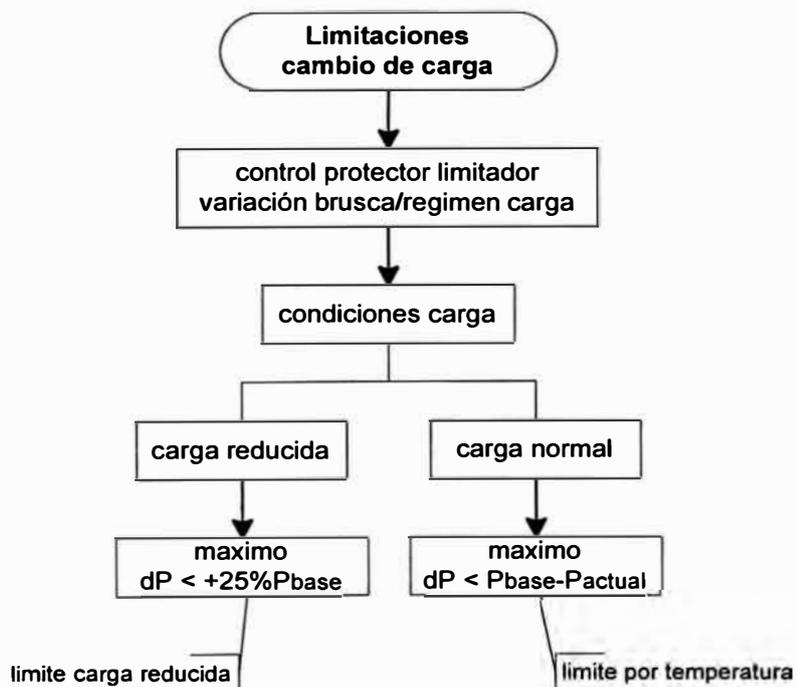 Limitaciones
cambio de carga
control protector limitador
variación brusca/regimen carga
condiciones carga
carga reducida
carga normal
maximo
dP < +25%Pbase
maximo
dP < Pbase-Pactual
limite carga reducida
limite por temperatura